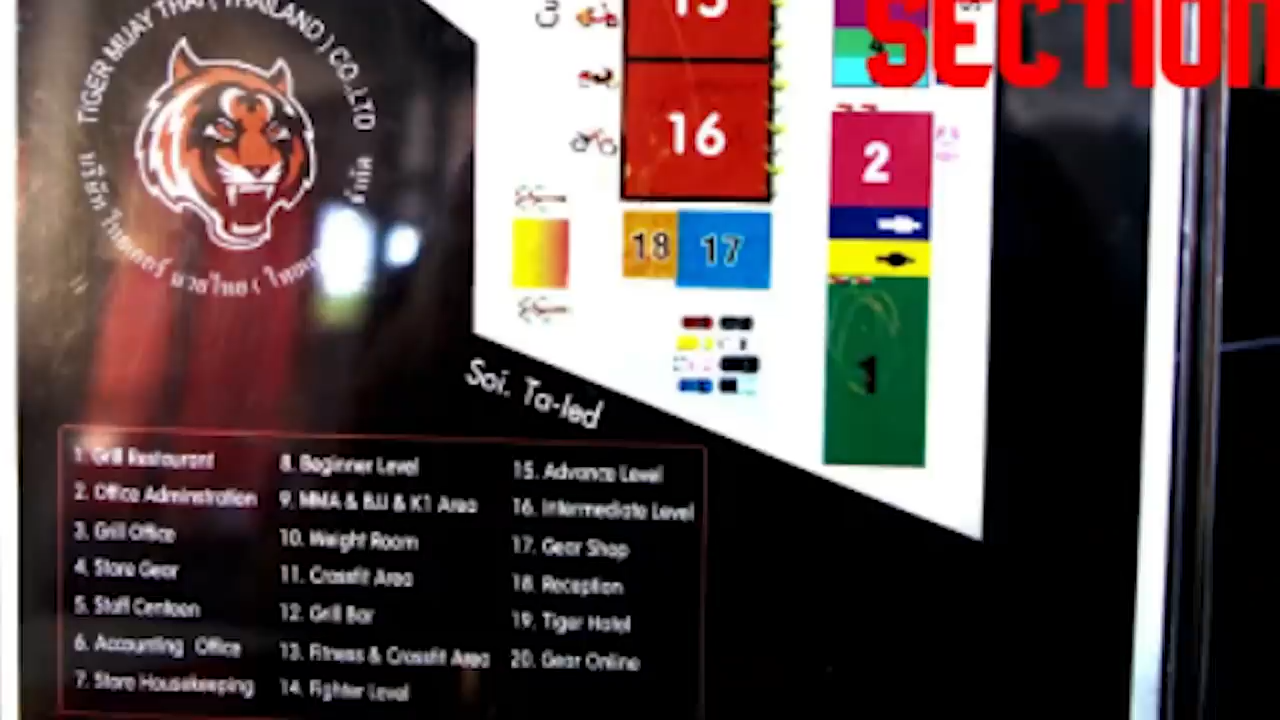 TIGER MUAY THAI ( THAILAND ) CO.,LTD
SECTION
16
2
18
17
1
Soi. Ta-Ied
1. Grill Restaurant
2. Office Adminstration
3. Grill Office
4. Store Gear
5. Staff Centeen
6. Accounting Office
7. Store Housekeeping
8. Beginner Level
9. MMA & BJJ & K1 Area
10. Weight Room
11. Crossfit Area
12. Grill Bar
13. Fitness & Crossfit Area
14. Fighter Level
15. Advance Level
16. Intermediate Level
17. Gear Shop
18. Reception
19. Tiger Hotel
20. Gear Online